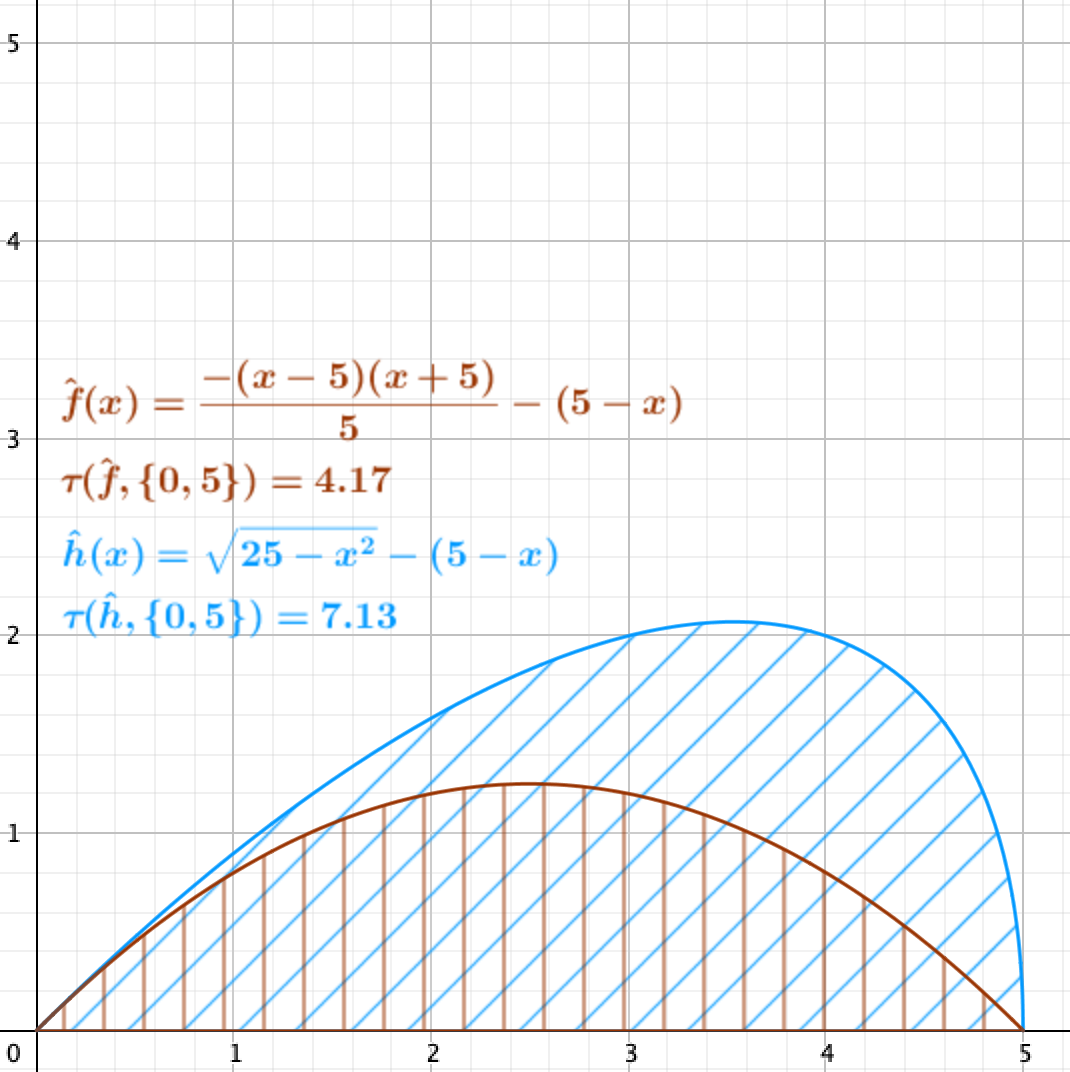 5
4
f̂(x) = −(x − 5)(x + 5)/5 − (5 − x)
3
τ(f̂, {0, 5}) = 4.17
ĥ(x) = √(25 − x²) − (5 − x)
τ(ĥ, {0, 5}) = 7.13
2
1
0 1 2 3 4 5